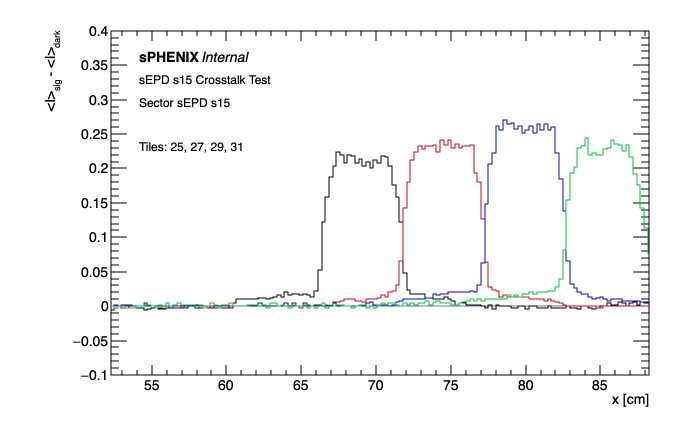 <I>sig - <I>dark
0.4
0.35
0.3
0.25
0.2
0.15
0.1
0.05
0
−0.05
−0.1
sPHENIX Internal
sEPD s15 Crosstalk Test
Sector sEPD s15
Tiles: 25, 27, 29, 31
55 60 65 70 75 80 85
x [cm]